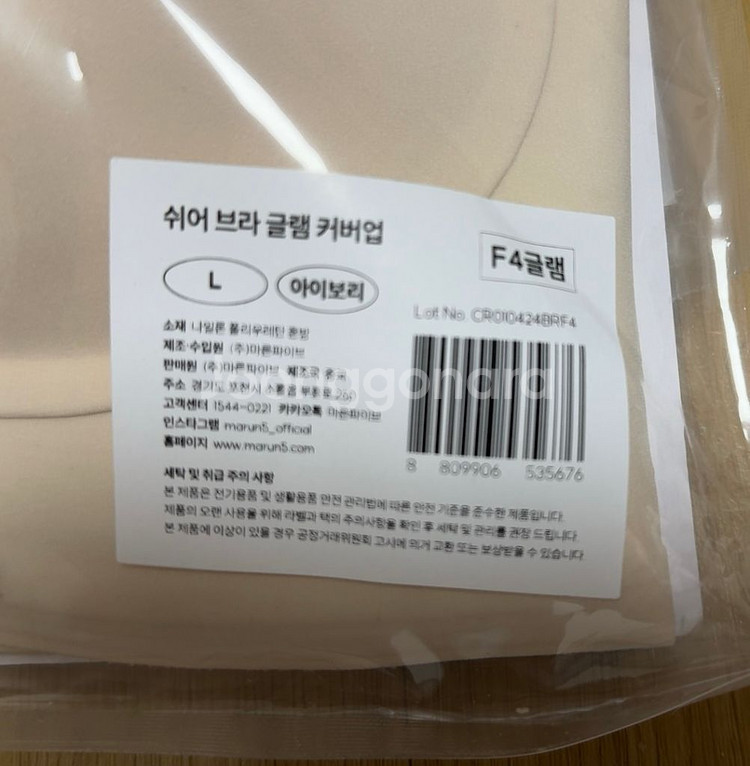 쉬어 브라 글램 커버업
F4글램
L 아이보리
Lot No. CR010424BRF4
소재 나일론 폴리우레탄 혼방
제조·수입원 (주)마른파이브
판매원 (주)마른파이브 제조국 중국
주소 경기도 포천시 소흘읍 260
고객센터 1544-0221 카카오톡 마른파이브
인스타그램 marun5_official
홈페이지 www.marun5.com
8 809906 535676
세탁 및 취급 주의 사항
본 제품은 전기용품 및 생활용품 안전 관리법에 따른 안전 기준을 준수한 제품입니다.
제품의 오랜 사용을 위해 라벨과 택의 주의사항을 확인 후 세탁 및 관리를 권장 드립니다.
본 제품에 이상이 있을 경우 공정거래위원회 고시에 의거 교환 또는 보상받을 수 있습니다.